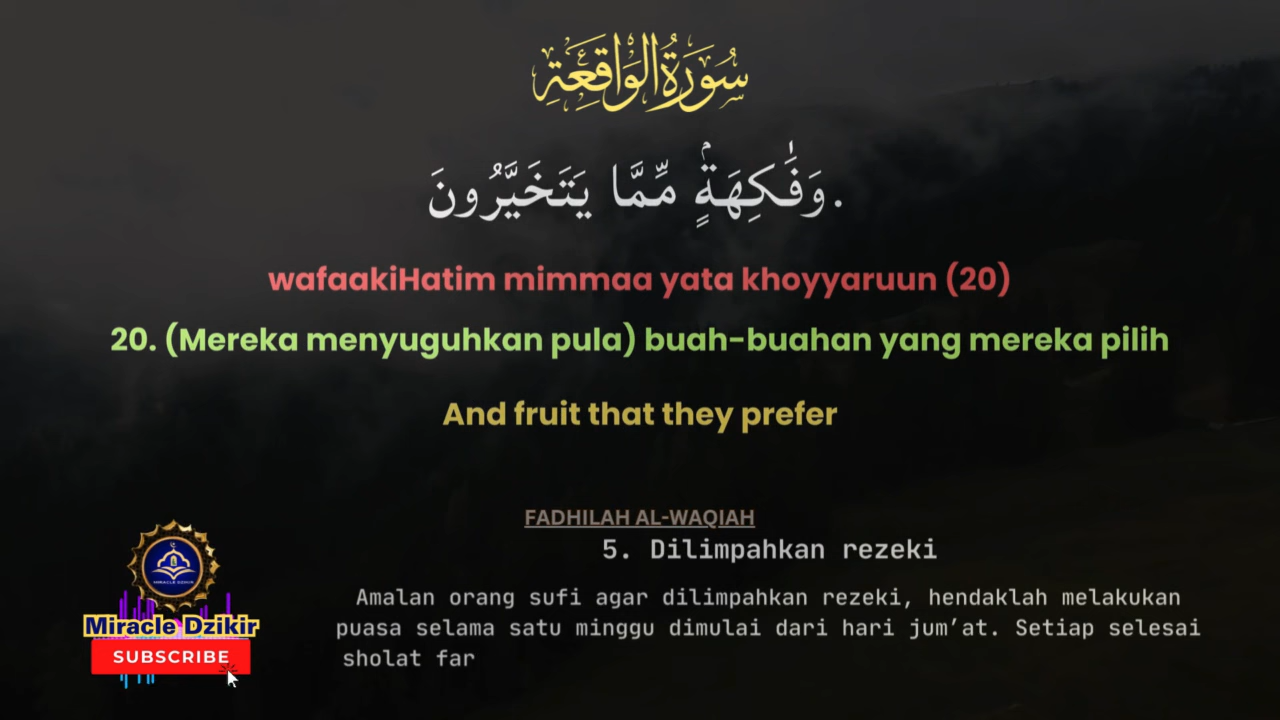 سُورَةُ الوَاقِعَةِ
وَفَٰكِهَةٍۢ مِّمَّا يَتَخَيَّرُونَ.
wafaakiHatim mimmaa yata khoyyaruun (20)
20. (Mereka menyuguhkan pula) buah-buahan yang mereka pilih
And fruit that they prefer
FADHILAH AL-WAQIAH
5. Dilimpahkan rezeki
Amalan orang sufi agar dilimpahkan rezeki, hendaklah melakukan
puasa selama satu minggu dimulai dari hari jum’at. Setiap selesai
sholat far
MIRACLE DZIKIR
Miracle Dzikir
SUBSCRIBE